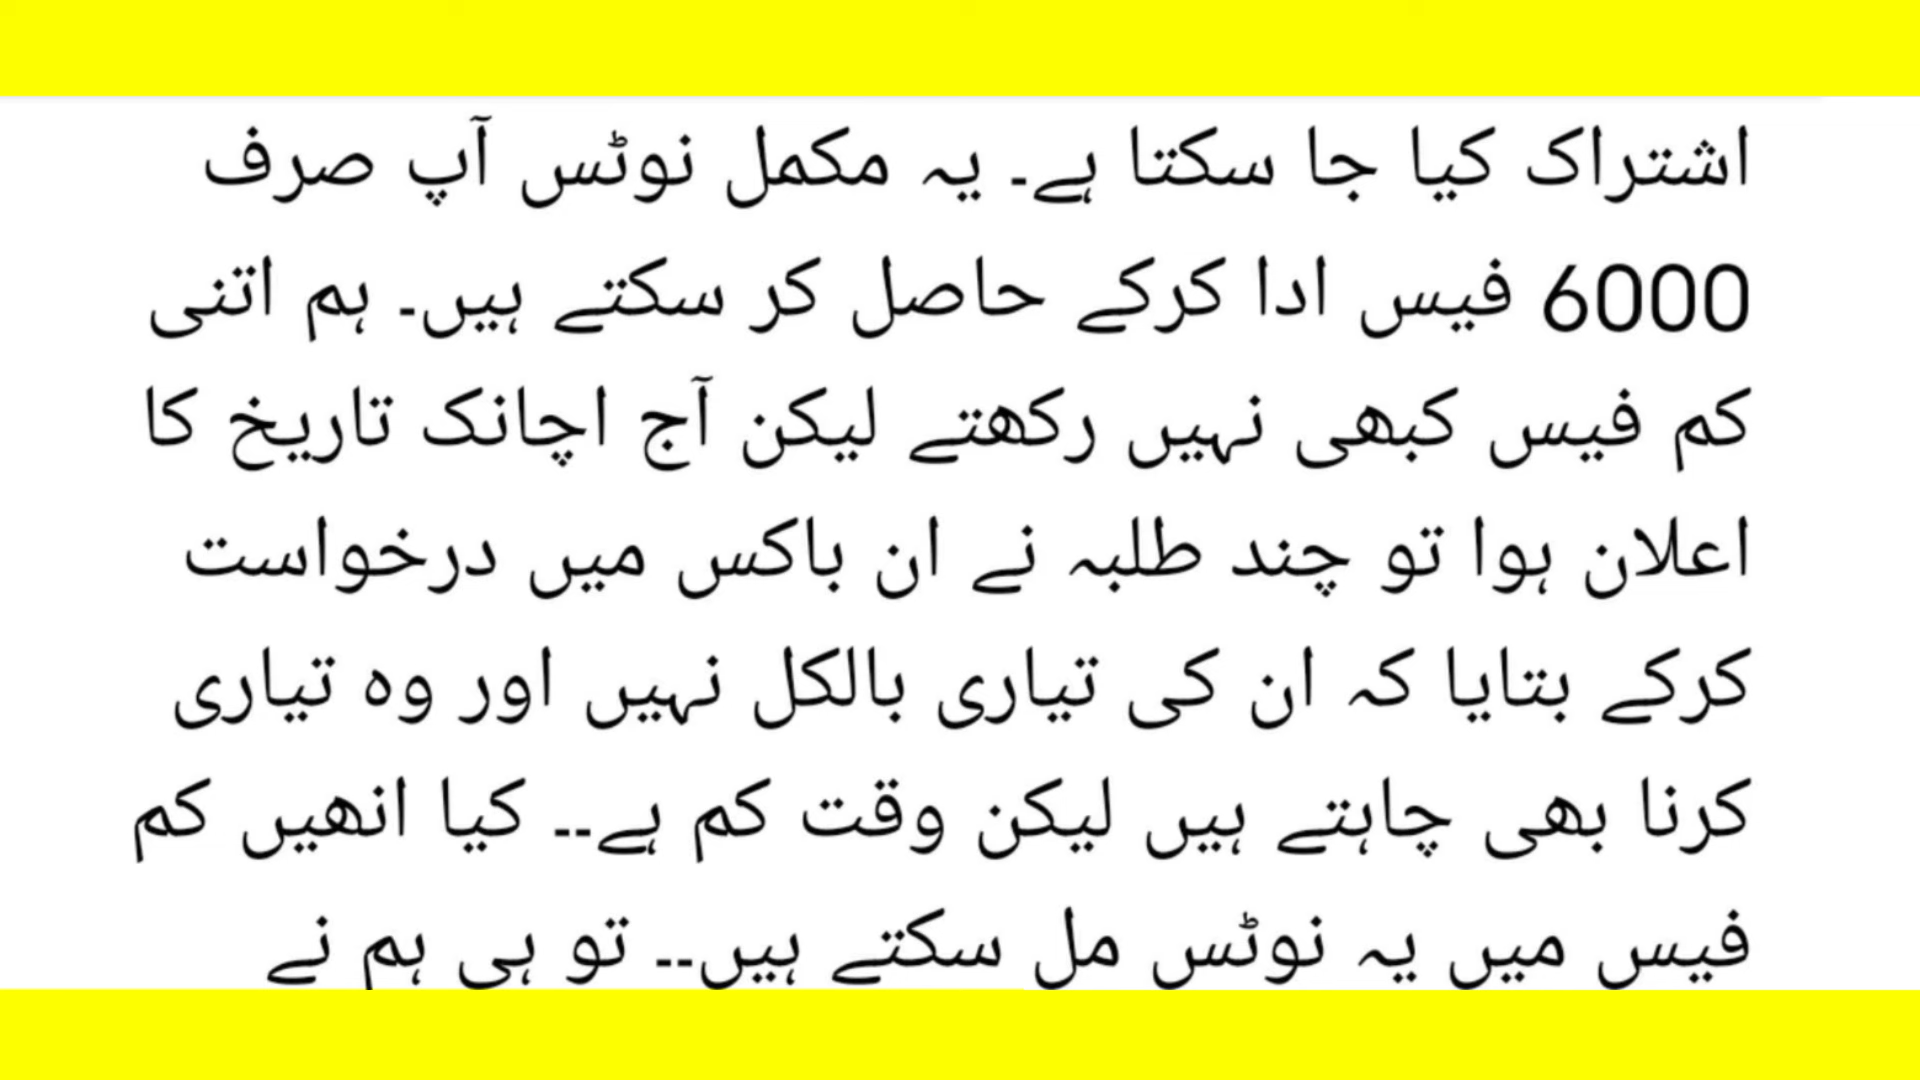 اشتراک کیا جا سکتا ہے۔ یہ مکمل نوٹس آپ صرف
6000 فیس ادا کرکے حاصل کر سکتے ہیں۔ ہم اتنی
کم فیس کبھی نہیں رکھتے لیکن آج اچانک تاریخ کا
اعلان ہوا تو چند طلبہ نے ان باکس میں درخواست
کرکے بتایا کہ ان کی تیاری بالکل نہیں اور وہ تیاری
کرنا بھی چاہتے ہیں لیکن وقت کم ہے۔۔ کیا انھیں کم
فیس میں یہ نوٹس مل سکتے ہیں۔۔ تو ہی ہم نے